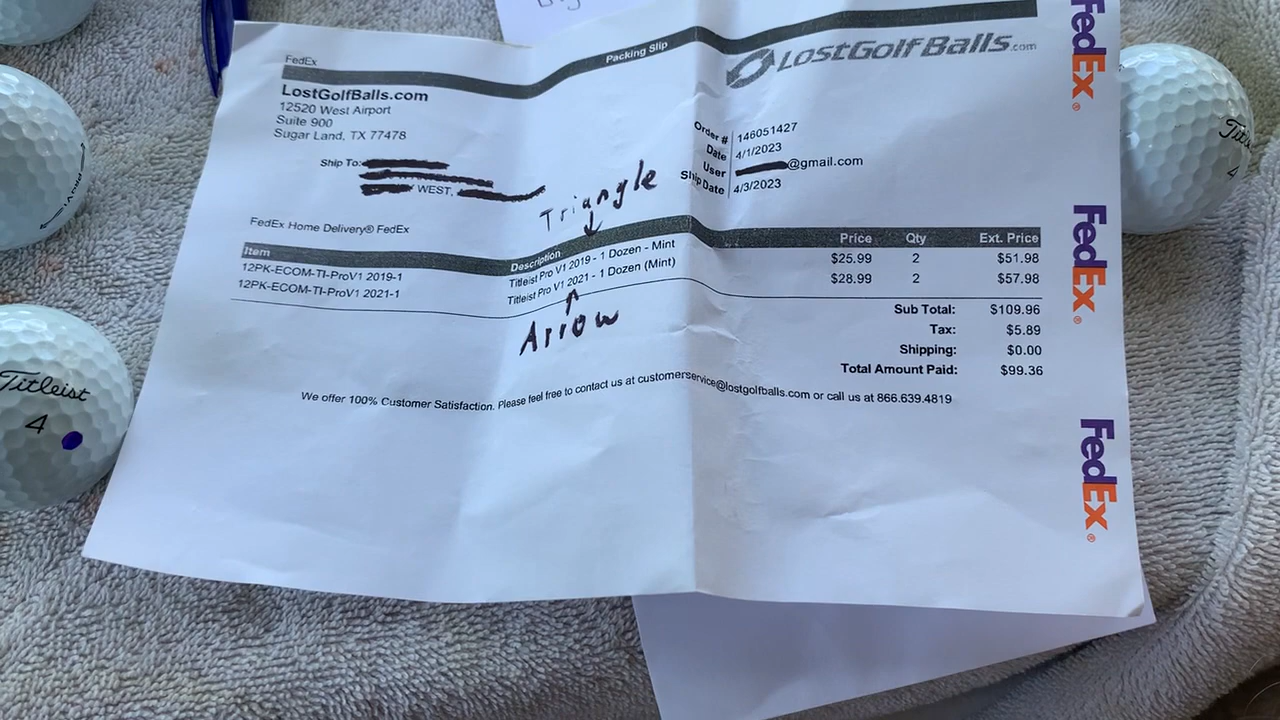 FedEx
Packing Slip
LostGolfBalls.com
LostGolfBalls.com
12520 West Airport
Suite 900
Sugar Land, TX 77478
Order # 146051427
Date 4/1/2023
User @gmail.com
Ship Date 4/3/2023
Ship To:
WEST,
Triangle
FedEx Home Delivery® FedEx
Item Description Price Qty Ext. Price
12PK-ECOM-TI-ProV1 2019-1 Titleist Pro V1 2019 - 1 Dozen - Mint $25.99 2 $51.98
12PK-ECOM-TI-ProV1 2021-1 Titleist Pro V1 2021 - 1 Dozen (Mint) $28.99 2 $57.98
Arrow
Sub Total: $109.96
Tax: $5.89
Shipping: $0.00
Total Amount Paid: $99.36
We offer 100% Customer Satisfaction. Please feel free to contact us at customerservice@lostgolfballs.com or call us at 866.639.4819
FedEx®
FedEx®
FedEx®
Titleist
4
4